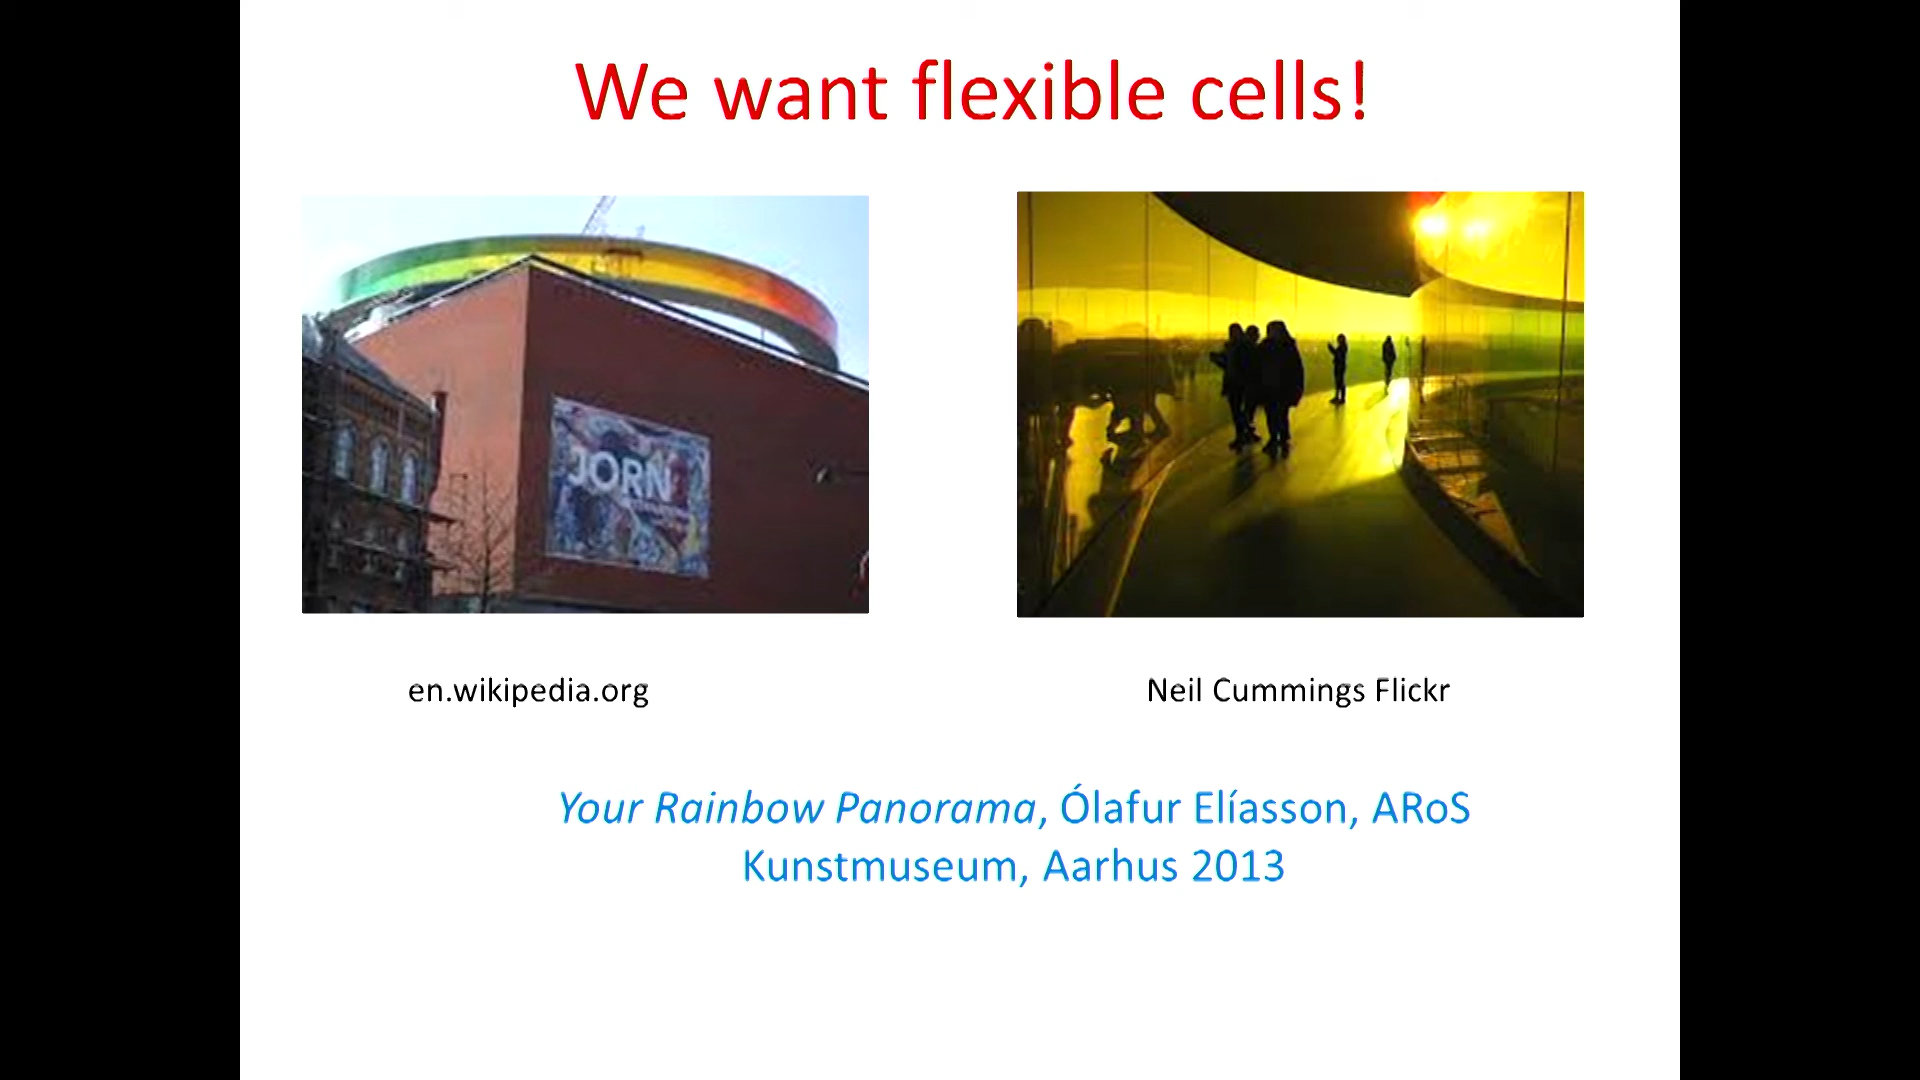 We want flexible cells!
JORN
en.wikipedia.org
Neil Cummings Flickr
Your Rainbow Panorama, Ólafur Elíasson, ARoS
Kunstmuseum, Aarhus 2013